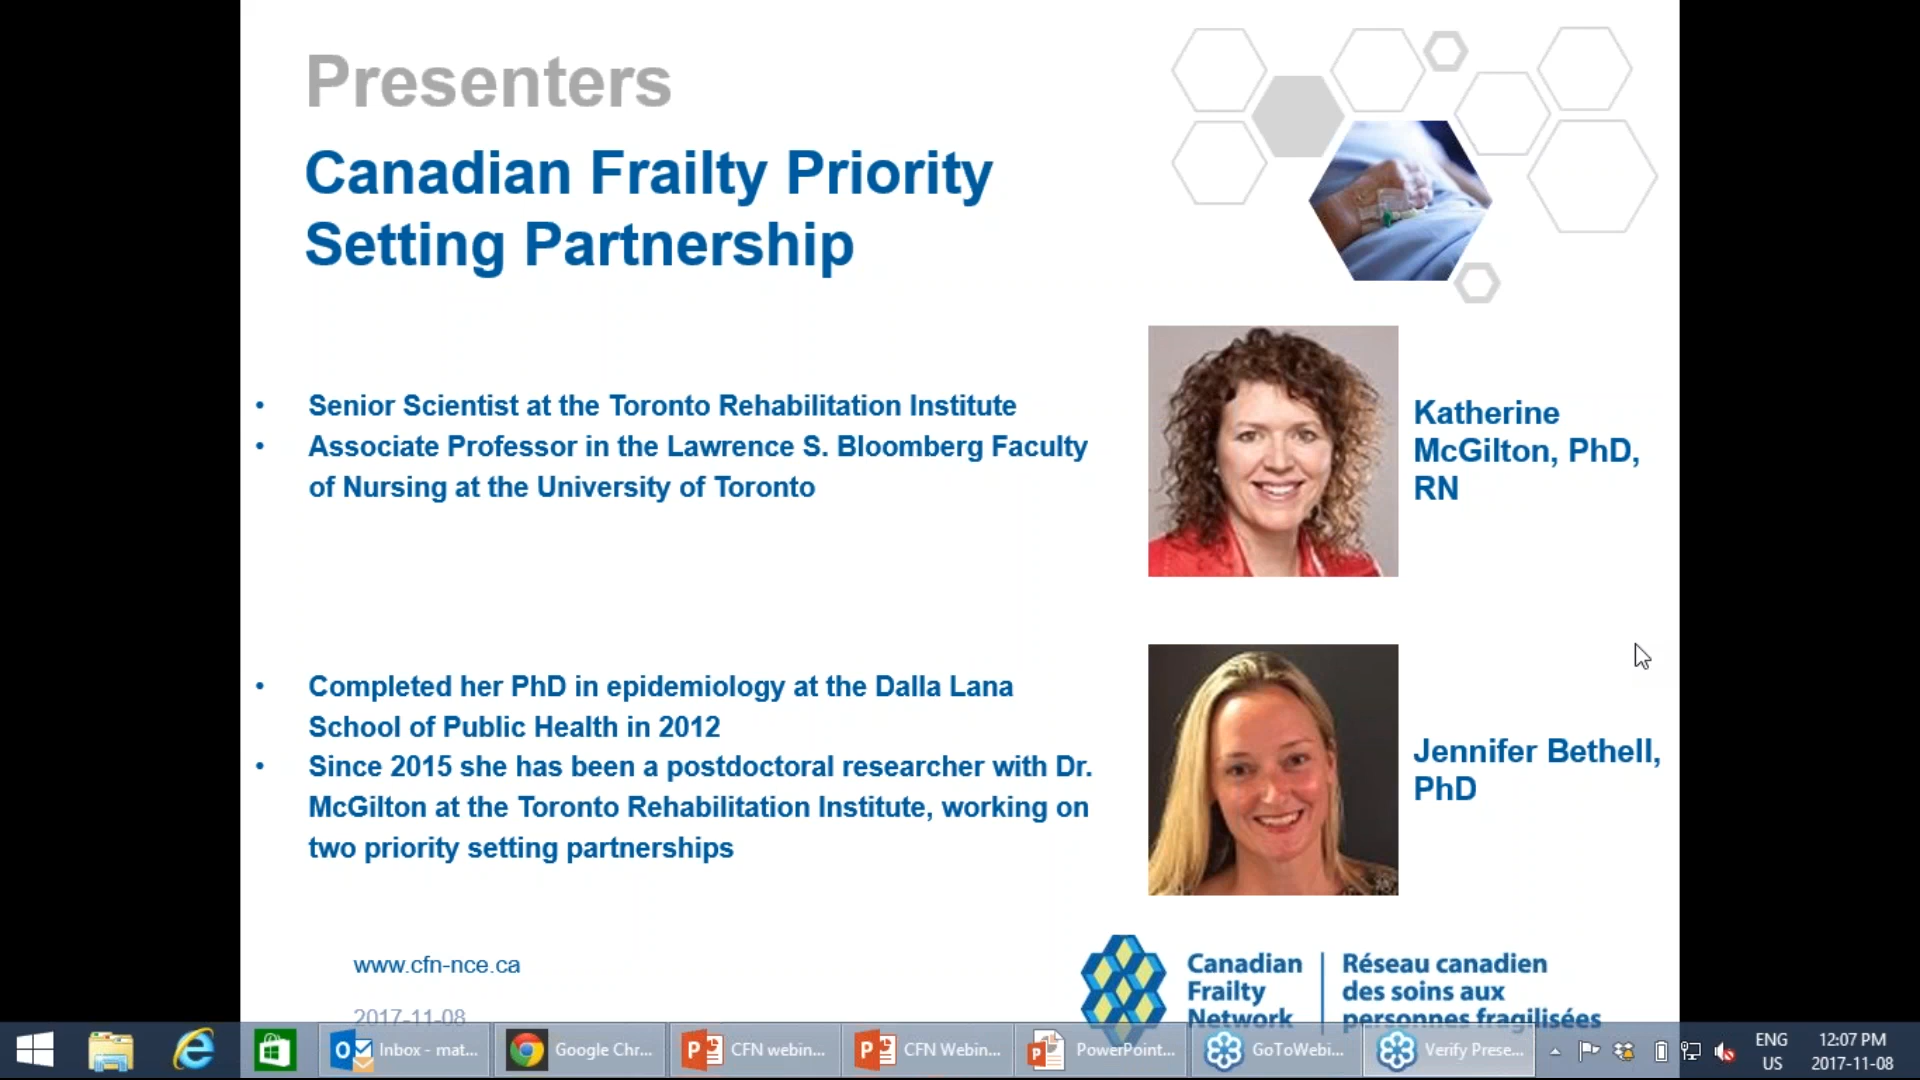 Presenters
Canadian Frailty Priority
Setting Partnership
• Senior Scientist at the Toronto Rehabilitation Institute
• Associate Professor in the Lawrence S. Bloomberg Faculty
of Nursing at the University of Toronto
Katherine
McGilton, PhD,
RN
• Completed her PhD in epidemiology at the Dalla Lana
School of Public Health in 2012
• Since 2015 she has been a postdoctoral researcher with Dr.
McGilton at the Toronto Rehabilitation Institute, working on
two priority setting partnerships
Jennifer Bethell,
PhD
www.cfn-nce.ca
2017-11-08
Canadian
Frailty
Network
Réseau canadien
des soins aux
personnes fragilisées
Inbox - mat...
Google Chr...
CFN webin...
CFN Webin...
PowerPoint...
GoToWebi...
Verify Prese...
ENG
US
12:07 PM
2017-11-08